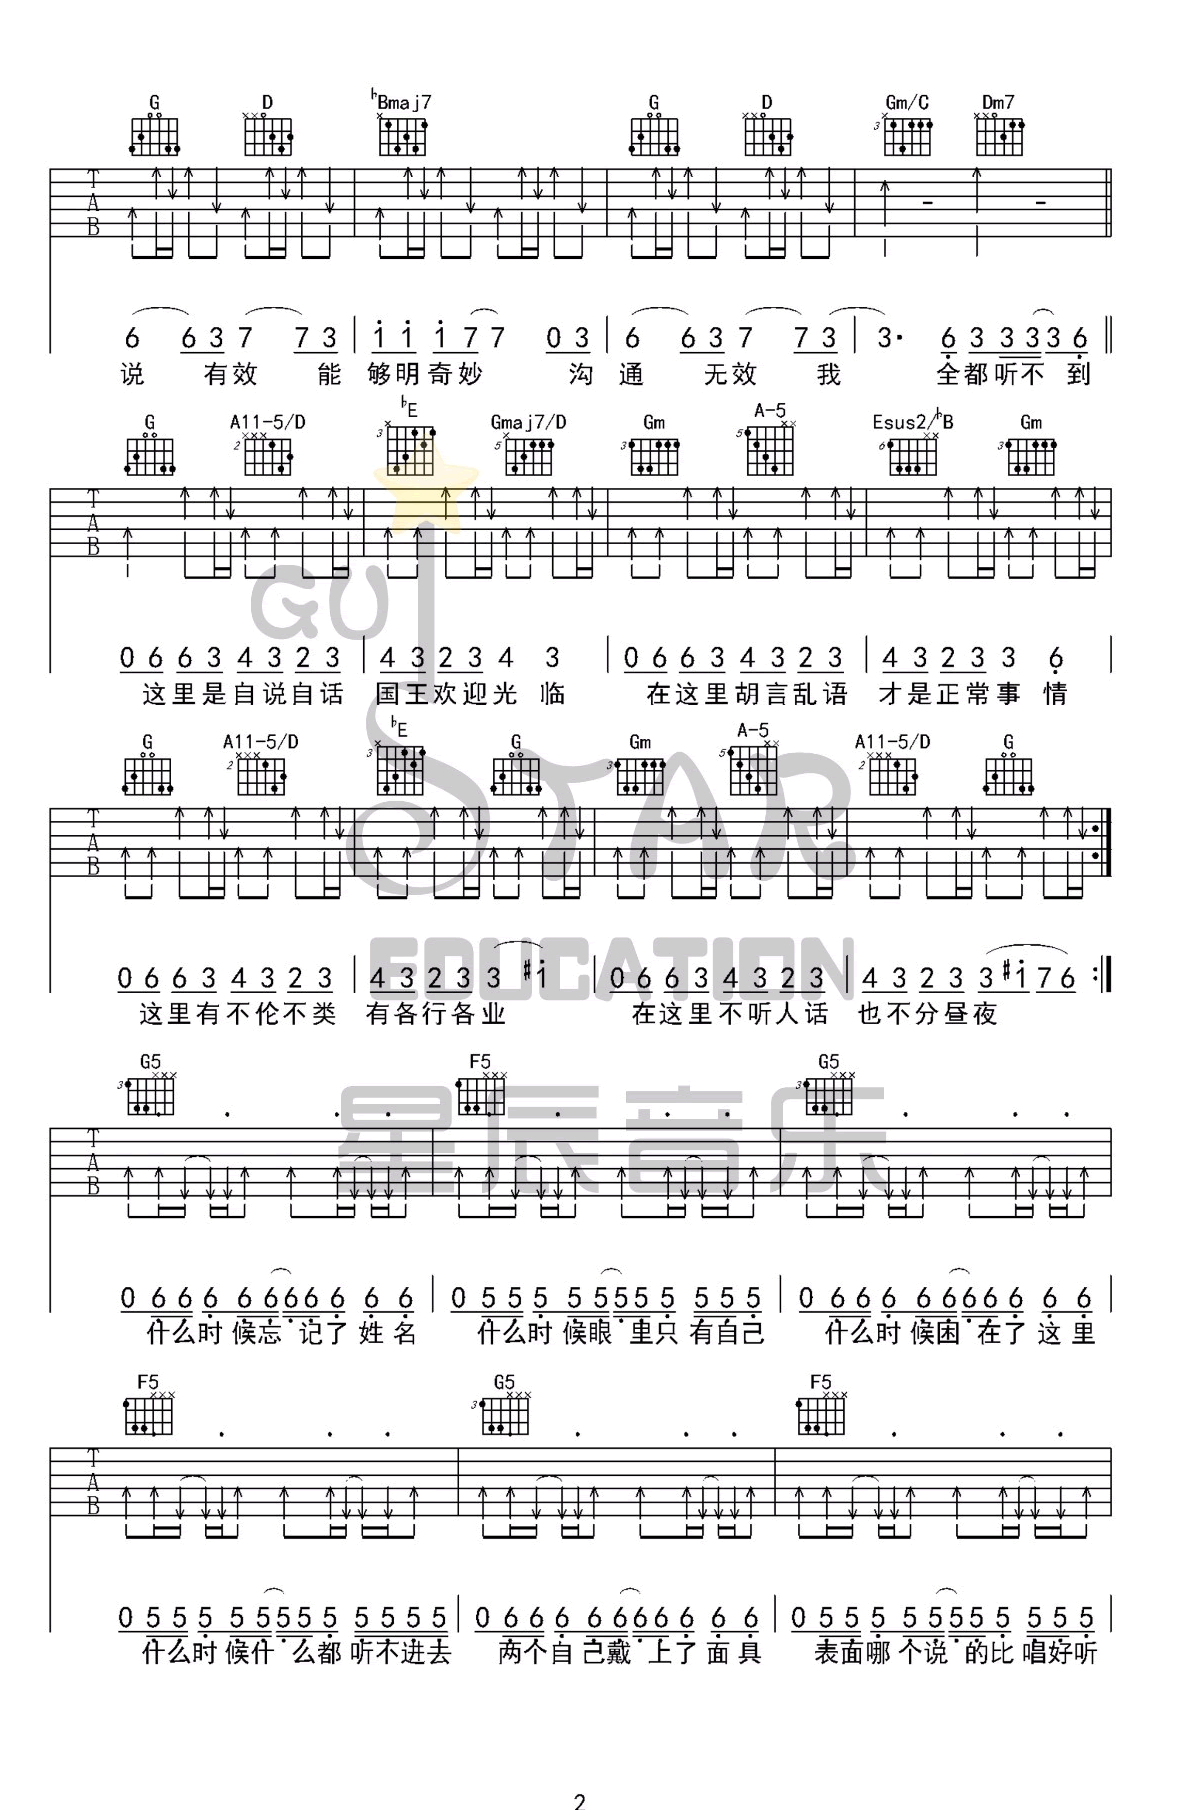 G D ♭Bmaj7 G D Gm/C Dm7
××○ × ××○ 3 × ××○
T A B
6 6 3 7 7 3 | i i i 7 7 0 3 | 6 6 3 7 7 3 | 3· 6 3 3 3 3 6
说 有效 能 够明奇妙 沟 通 无效 我 全都听不到
G A11-5/D ♭E Gmaj7/D Gm A-5 Esus2/♭B Gm
T A B
GUI
0 6 6 3 4 3 2 3 | 4 3 2 3 4 3 | 0 6 6 3 4 3 2 3 | 4 3 2 3 3 6
这里是自说自话 国王欢迎光 临 在这里胡言乱语 才是正常事 情
G A11-5/D ♭E G Gm A-5 A11-5/D G
STAR
T A B
EDUCATION
0 6 6 3 4 3 2 3 | 4 3 2 3 3 #i | 0 6 6 3 4 3 2 3 | 4 3 2 3 3 #i 7 6 :‖
这里有不伦不类 有各行各业 在这里不听人话 也不分昼夜
G5 F5 G5
星辰音乐
T A B
0 6 6 6 6 6 6 6 6 6 6 | 0 5 5 5 5 5 5 5 5 5 5 5 | 0 6 6 6 6 6 6 6 6 6 6
什么时候忘 记了姓名 什么时候眼 里只有自己 什么时候困 在了这里
F5 G5 F5
T A B
0 5 5 5 5 5 5 5 5 5 5 5 5 | 0 6 6 6 6 6 6 6 6 6 6 | 0 5 5 5 5 5 5 5 5 5 5 5
什么时候什 么都听不进去 两个自己戴 上了面具 表面哪个说 的比唱好听
2